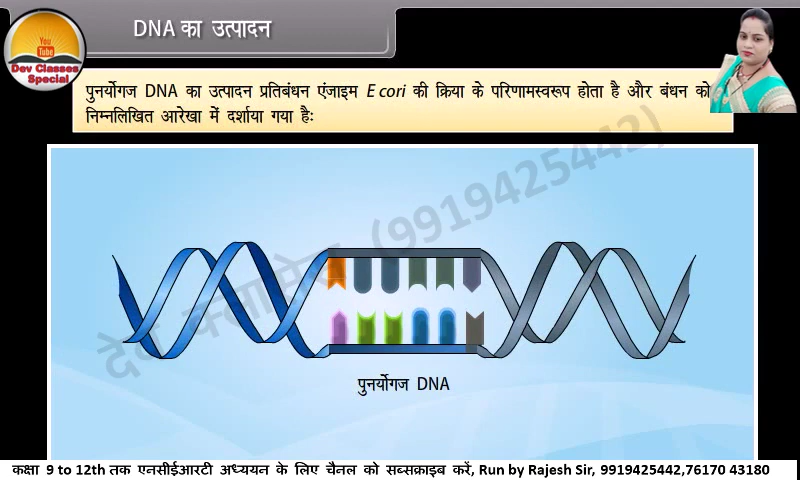 DNA का उत्पादन
You
Tube
Dev Classes
Special
पुनर्योगज DNA का उत्पादन प्रतिबंधन एंजाइम E cori की क्रिया के परिणामस्वरूप होता है और बंधन को
निम्नलिखित आरेखा में दर्शाया गया है:
देव क्लासेज (9919425442)
पुनर्योगज DNA
कक्षा 9 to 12th तक एनसीईआरटी अध्ययन के लिए चैनल को सब्सक्राइब करें, Run by Rajesh Sir, 9919425442,76170 43180